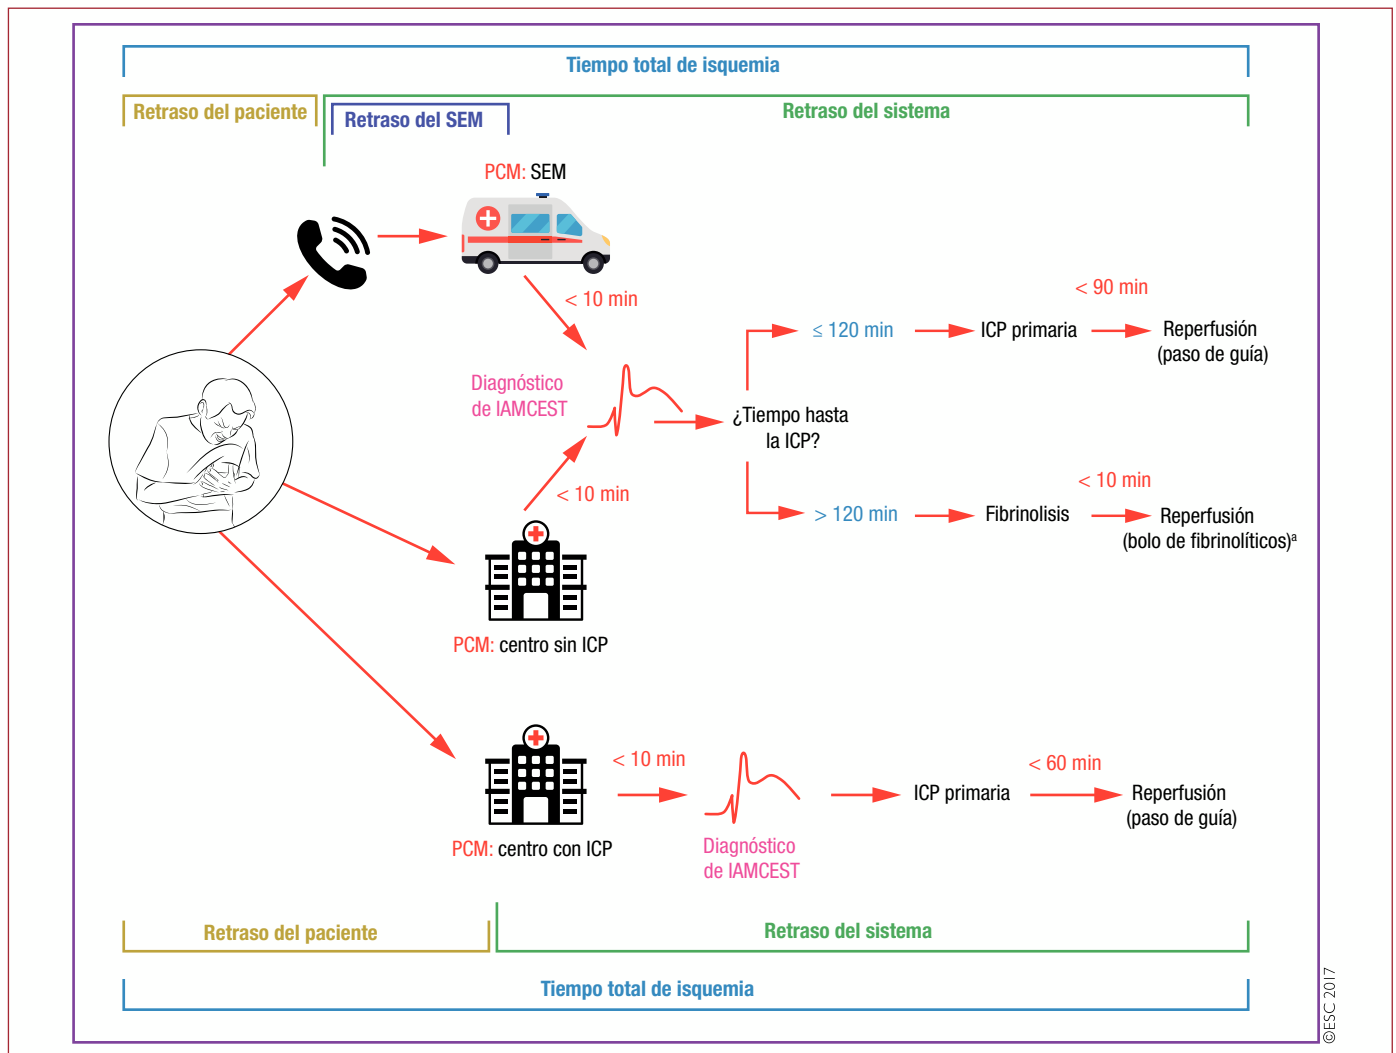 Tiempo total de isquemia
Retraso del paciente
Retraso del SEM
Retraso del sistema
PCM: SEM
< 10 min
< 90 min
≤ 120 min
ICP primaria
Reperfusión
(paso de guía)
Diagnóstico
de IAMCEST
¿Tiempo hasta
la ICP?
< 10 min
< 10 min
> 120 min
Fibrinolisis
Reperfusión
(bolo de fibrinolíticos)ª
PCM: centro sin ICP
< 10 min
< 60 min
ICP primaria
Reperfusión
(paso de guía)
PCM: centro con ICP
Diagnóstico
de IAMCEST
Retraso del paciente
Retraso del sistema
Tiempo total de isquemia
©ESC 2017